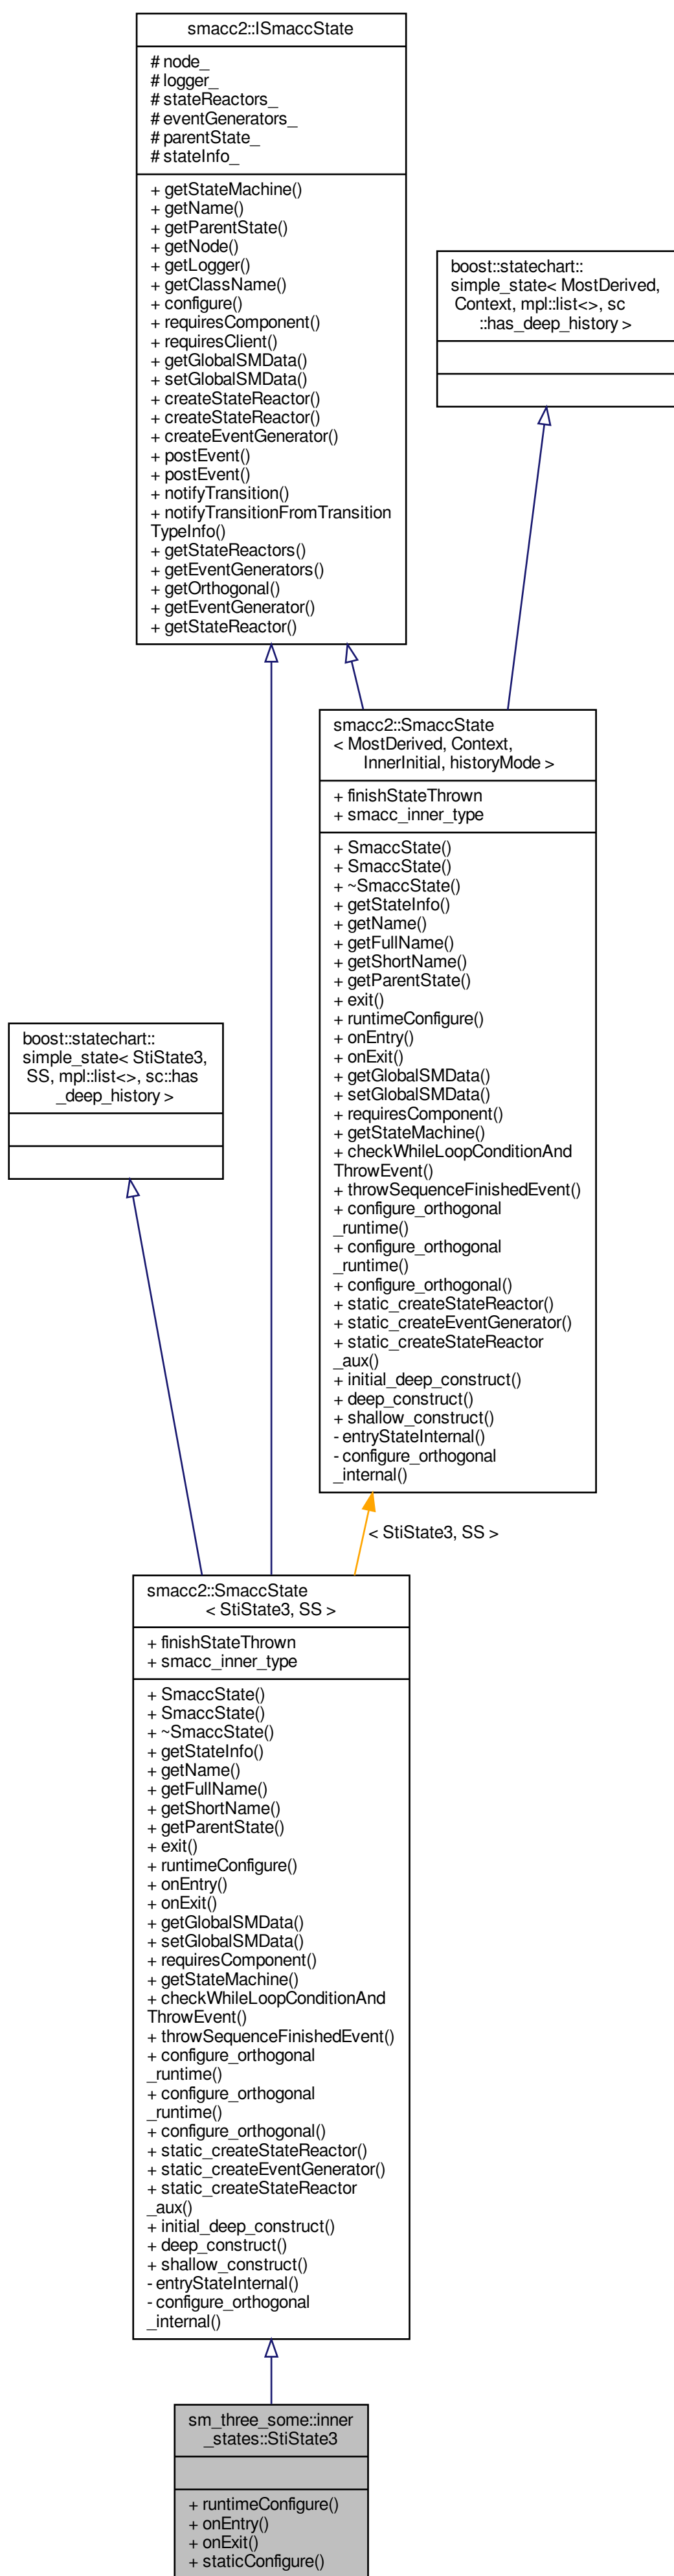 smacc2::ISmaccState
# node_
# logger_
# stateReactors_
# eventGenerators_
# parentState_
# stateInfo_
+ getStateMachine()
+ getName()
+ getParentState()
+ getNode()
+ getLogger()
+ getClassName()
+ configure()
+ requiresComponent()
+ requiresClient()
+ getGlobalSMData()
+ setGlobalSMData()
+ createStateReactor()
+ createStateReactor()
+ createEventGenerator()
+ postEvent()
+ postEvent()
+ notifyTransition()
+ notifyTransitionFromTransition
TypeInfo()
+ getStateReactors()
+ getEventGenerators()
+ getOrthogonal()
+ getEventGenerator()
+ getStateReactor()
boost::statechart::
simple_state< MostDerived,
Context, mpl::list<>, sc
::has_deep_history >
smacc2::SmaccState
< MostDerived, Context,
InnerInitial, historyMode >
+ finishStateThrown
+ smacc_inner_type
+ SmaccState()
+ SmaccState()
+ ~SmaccState()
+ getStateInfo()
+ getName()
+ getFullName()
+ getShortName()
+ getParentState()
+ exit()
+ runtimeConfigure()
+ onEntry()
+ onExit()
+ getGlobalSMData()
+ setGlobalSMData()
+ requiresComponent()
+ getStateMachine()
+ checkWhileLoopConditionAnd
ThrowEvent()
+ throwSequenceFinishedEvent()
+ configure_orthogonal
_runtime()
+ configure_orthogonal
_runtime()
+ configure_orthogonal()
+ static_createStateReactor()
+ static_createEventGenerator()
+ static_createStateReactor
_aux()
+ initial_deep_construct()
+ deep_construct()
+ shallow_construct()
- entryStateInternal()
- configure_orthogonal
_internal()
boost::statechart::
simple_state< StiState3,
SS, mpl::list<>, sc::has
_deep_history >
< StiState3, SS >
smacc2::SmaccState
< StiState3, SS >
+ finishStateThrown
+ smacc_inner_type
+ SmaccState()
+ SmaccState()
+ ~SmaccState()
+ getStateInfo()
+ getName()
+ getFullName()
+ getShortName()
+ getParentState()
+ exit()
+ runtimeConfigure()
+ onEntry()
+ onExit()
+ getGlobalSMData()
+ setGlobalSMData()
+ requiresComponent()
+ getStateMachine()
+ checkWhileLoopConditionAnd
ThrowEvent()
+ throwSequenceFinishedEvent()
+ configure_orthogonal
_runtime()
+ configure_orthogonal
_runtime()
+ configure_orthogonal()
+ static_createStateReactor()
+ static_createEventGenerator()
+ static_createStateReactor
_aux()
+ initial_deep_construct()
+ deep_construct()
+ shallow_construct()
- entryStateInternal()
- configure_orthogonal
_internal()
sm_three_some::inner
_states::StiState3
+ runtimeConfigure()
+ onEntry()
+ onExit()
+ staticConfigure()